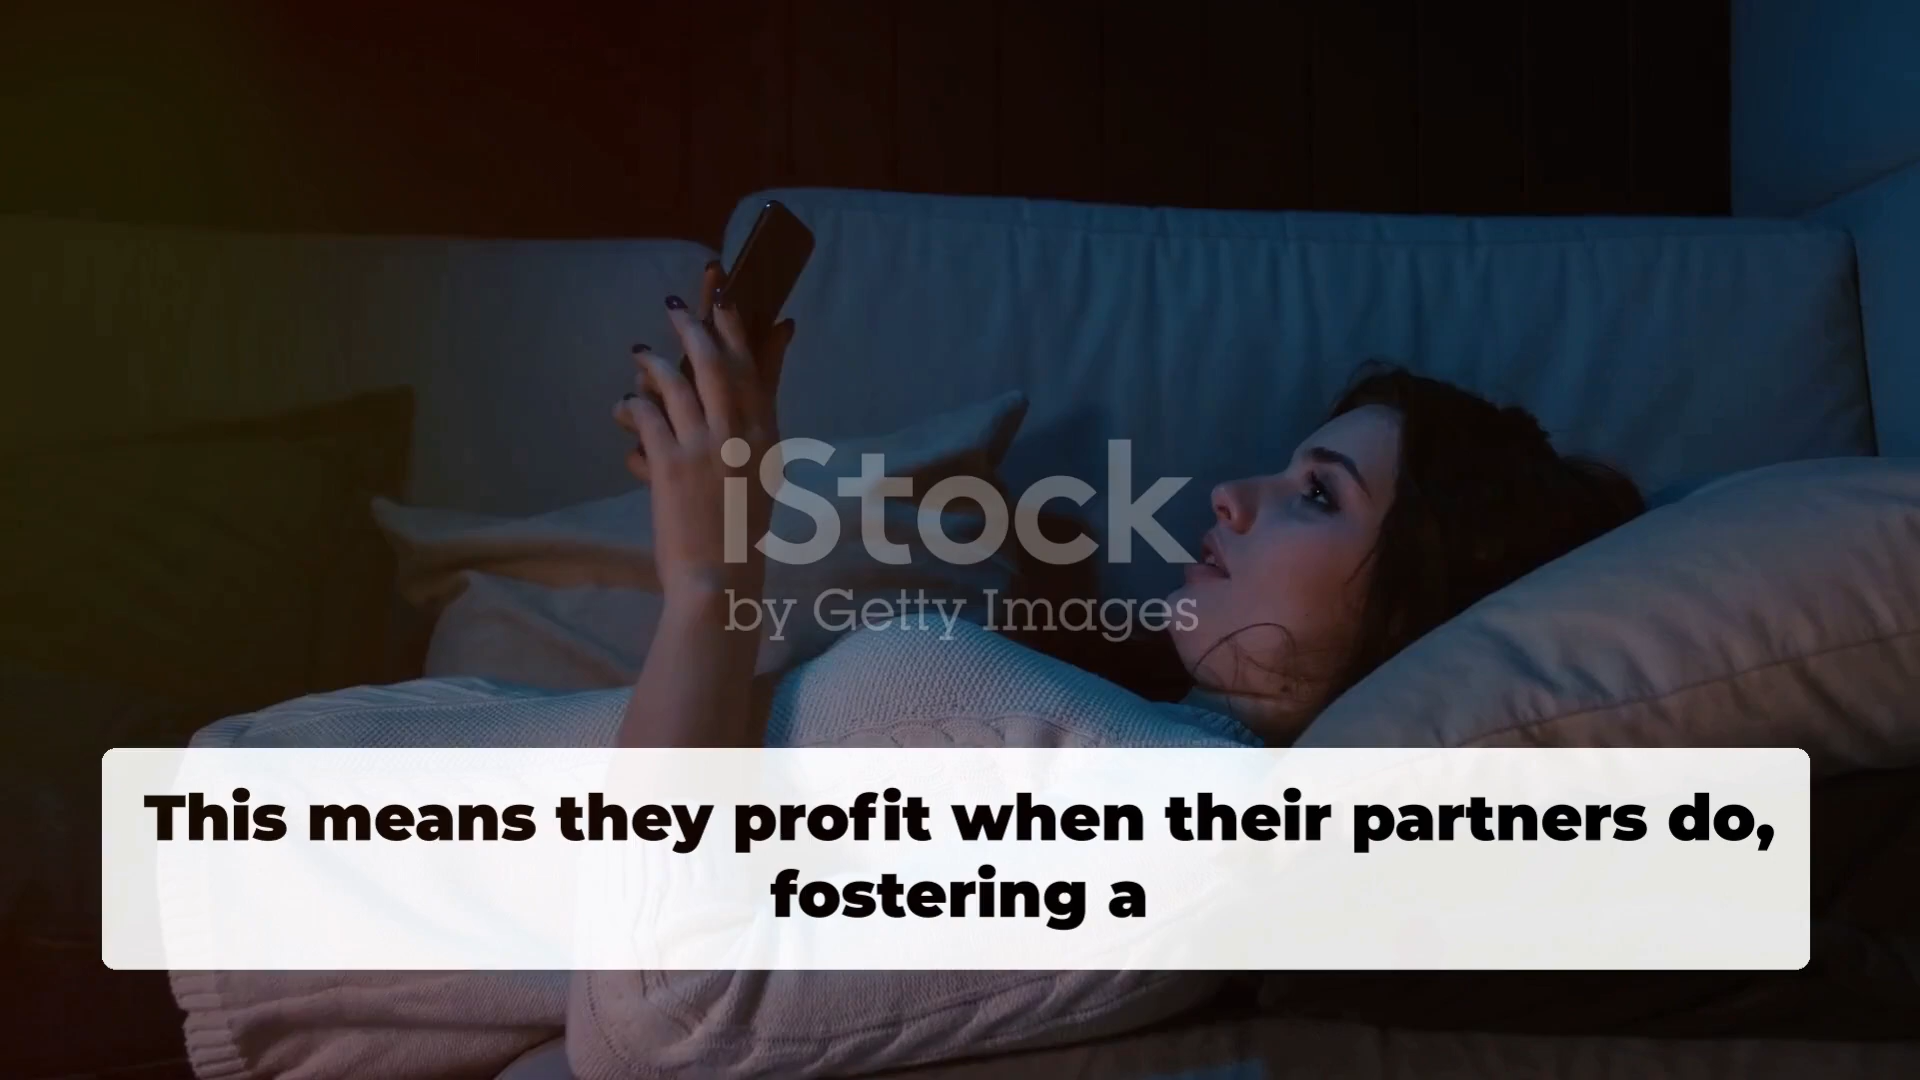 iStock
by Getty Images
This means they profit when their partners do,
fostering a